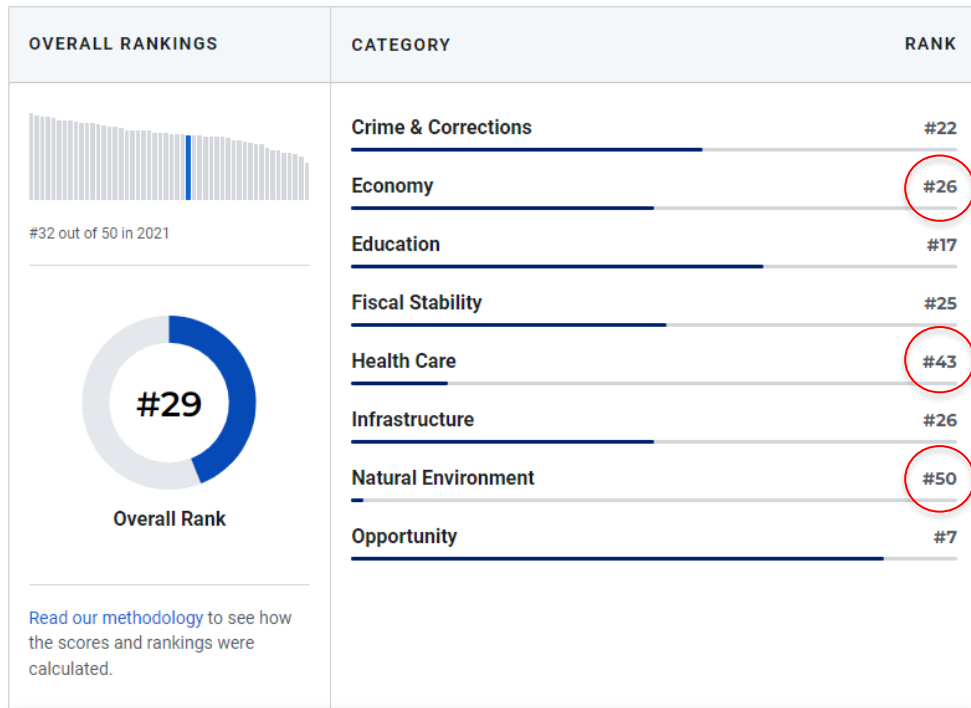 OVERALL RANKINGS
#32 out of 50 in 2021
#29
Overall Rank
Read our methodology to see how
the scores and rankings were
calculated.
CATEGORY RANK
Crime & Corrections #22
Economy #26
Education #17
Fiscal Stability #25
Health Care #43
Infrastructure #26
Natural Environment #50
Opportunity #7